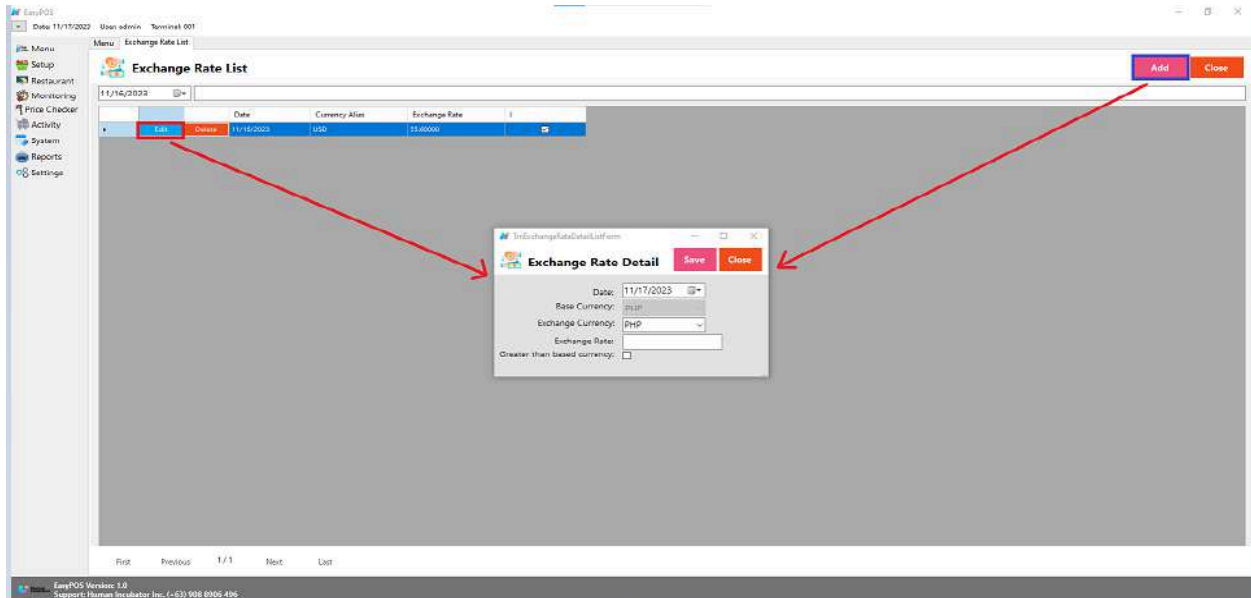 EasyPOS
Date: 11/17/2023 User: admin Terminal: 001
Menu
Setup
Restaurant
Monitoring
Price Checker
Activity
System
Reports
Settings
Menu Exchange Rate List
Exchange Rate List
Add Close
11/16/2023
Date Currency Alias Exchange Rate I
Edit Delete 11/16/2023 USD 55.60000
TrnExchangeRateDetailListForm
Exchange Rate Detail Save Close
Date: 11/17/2023
Base Currency: PHP
Exchange Currency: PHP
Exchange Rate:
Greater than based currency:
First Previous 1 / 1 Next Last
EasyPOS Version: 1.0
Support: Human Incubator Inc. (+63) 908 8906 496